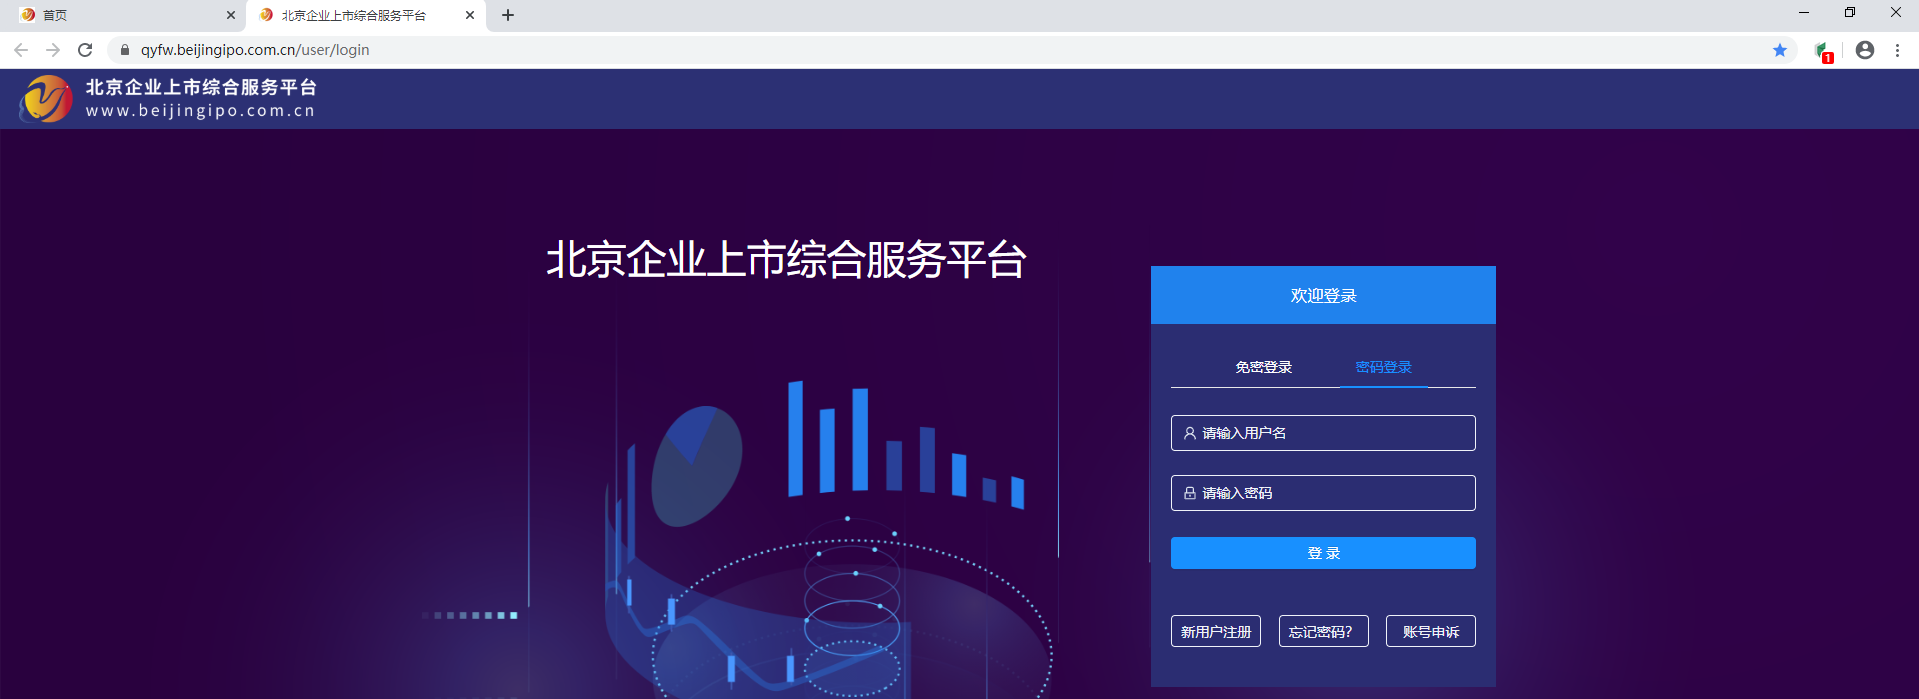 首页
北京企业上市综合服务平台
qyfw.beijingipo.com.cn/user/login
1
北京企业上市综合服务平台
www.beijingipo.com.cn
北京企业上市综合服务平台
欢迎登录
免密登录 密码登录
请输入用户名
请输入密码
登 录
新用户注册 忘记密码? 账号申诉